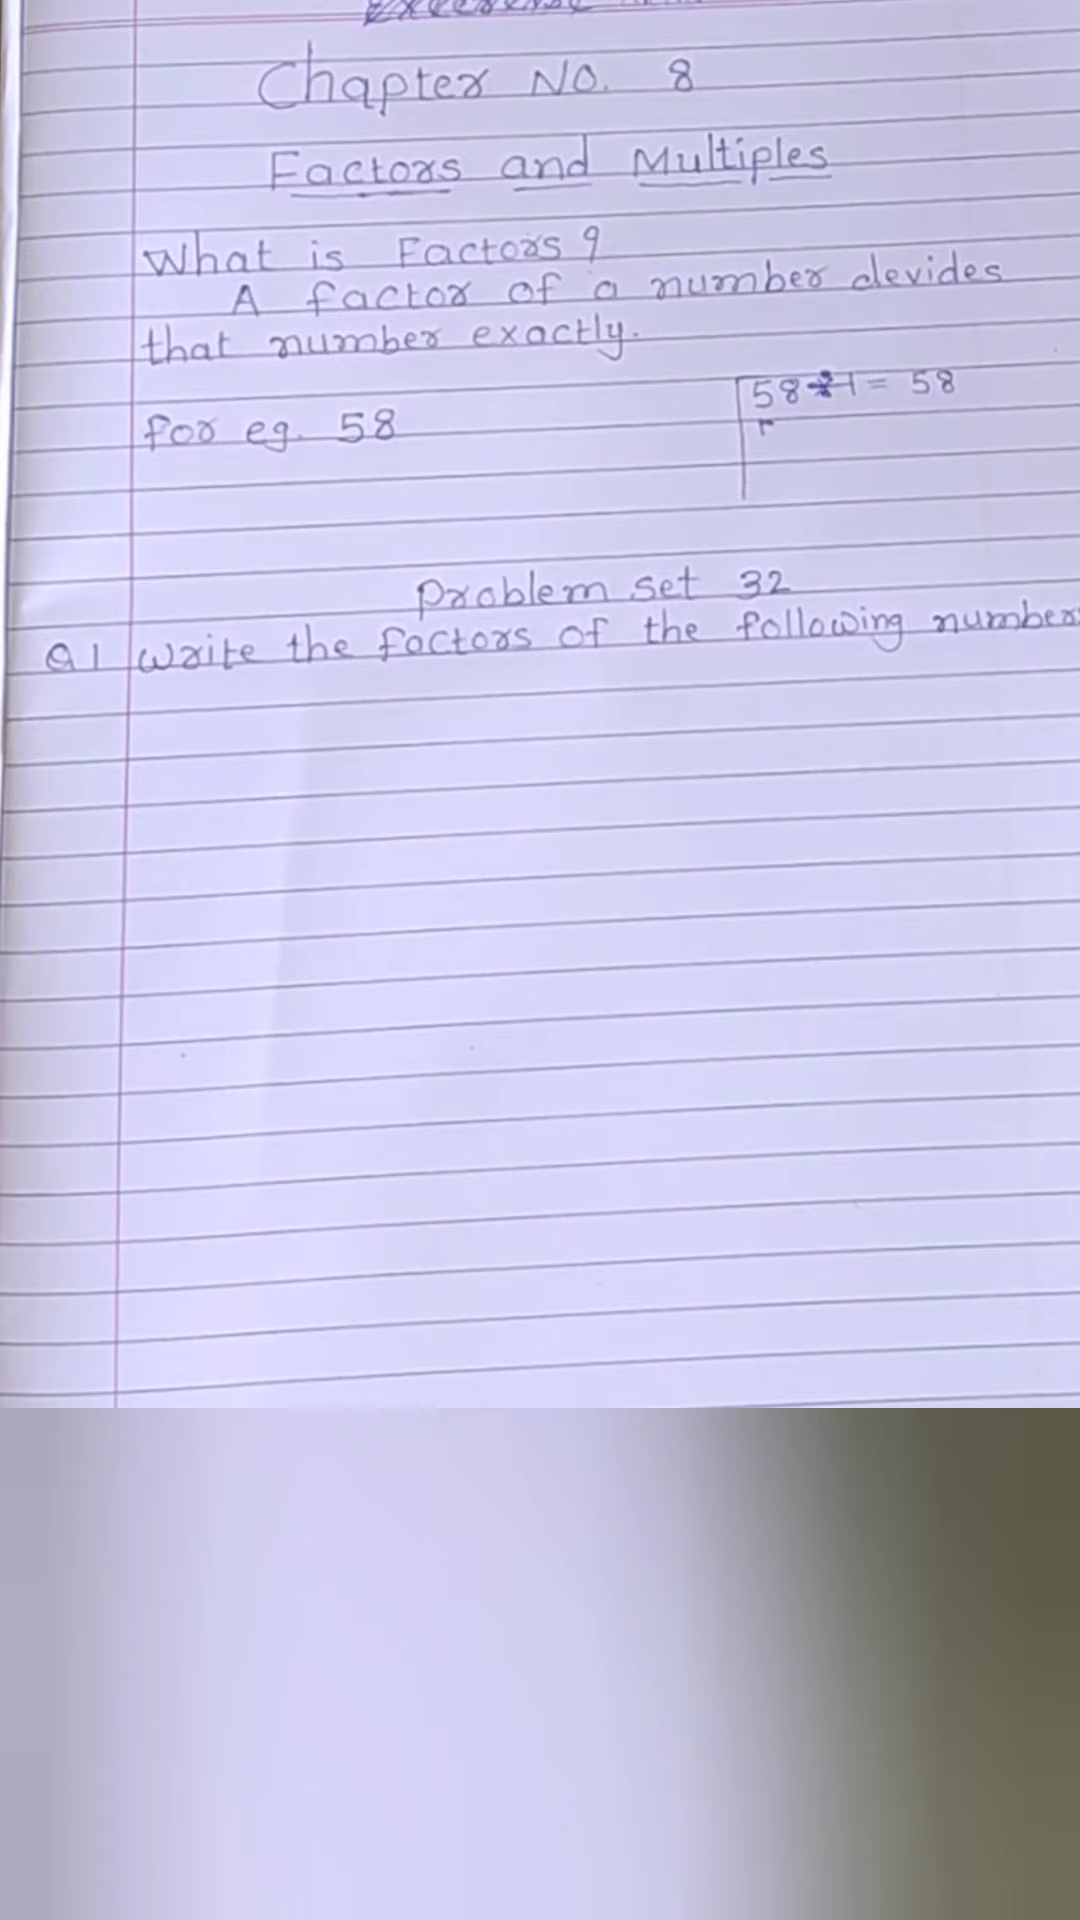 Chapter No. 8
Factors and Multiples
What is Factors ?
A factor of a number devides
that number exactly.
58 ÷ 1 = 58
for eg. 58
Problem set 32
Q1 Write the factors of the following number